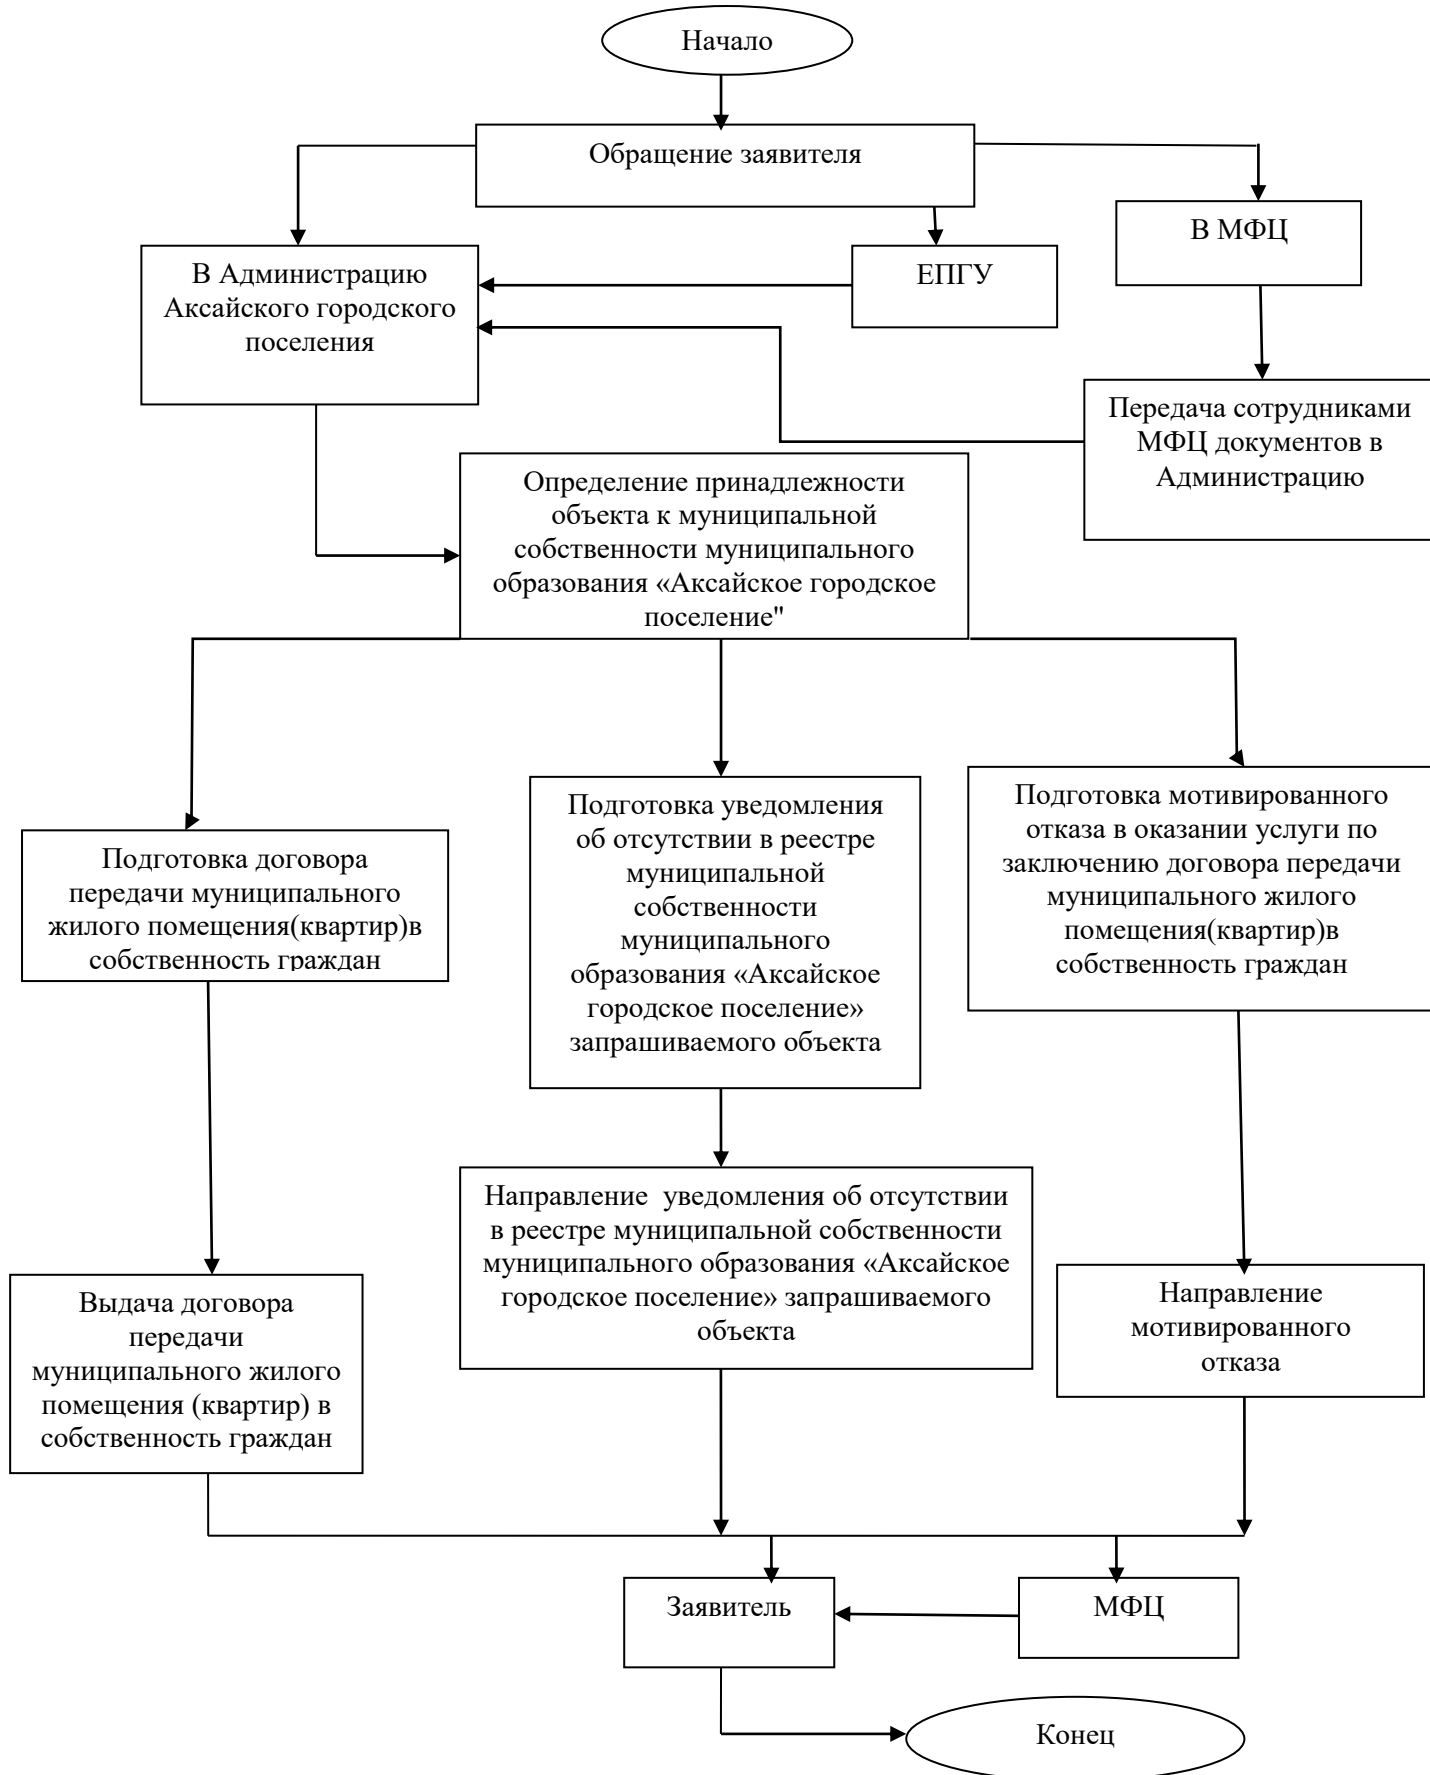 Начало
Обращение заявителя
В МФЦ
В Администрацию
Аксайского городского
поселения
ЕПГУ
Передача сотрудниками
МФЦ документов в
Администрацию
Определение принадлежности
объекта к муниципальной
собственности муниципального
образования «Аксайское городское
поселение"
Подготовка договора
передачи муниципального
жилого помещения(квартир)в
собственность граждан
Подготовка уведомления
об отсутствии в реестре
муниципальной
собственности
муниципального
образования «Аксайское
городское поселение»
запрашиваемого объекта
Подготовка мотивированного
отказа в оказании услуги по
заключению договора передачи
муниципального жилого
помещения(квартир)в
собственность граждан
Выдача договора
передачи
муниципального жилого
помещения (квартир) в
собственность граждан
Направление  уведомления об отсутствии
в реестре муниципальной собственности
муниципального образования «Аксайское
городское поселение» запрашиваемого
объекта
Направление
мотивированного
отказа
Заявитель
МФЦ
Конец